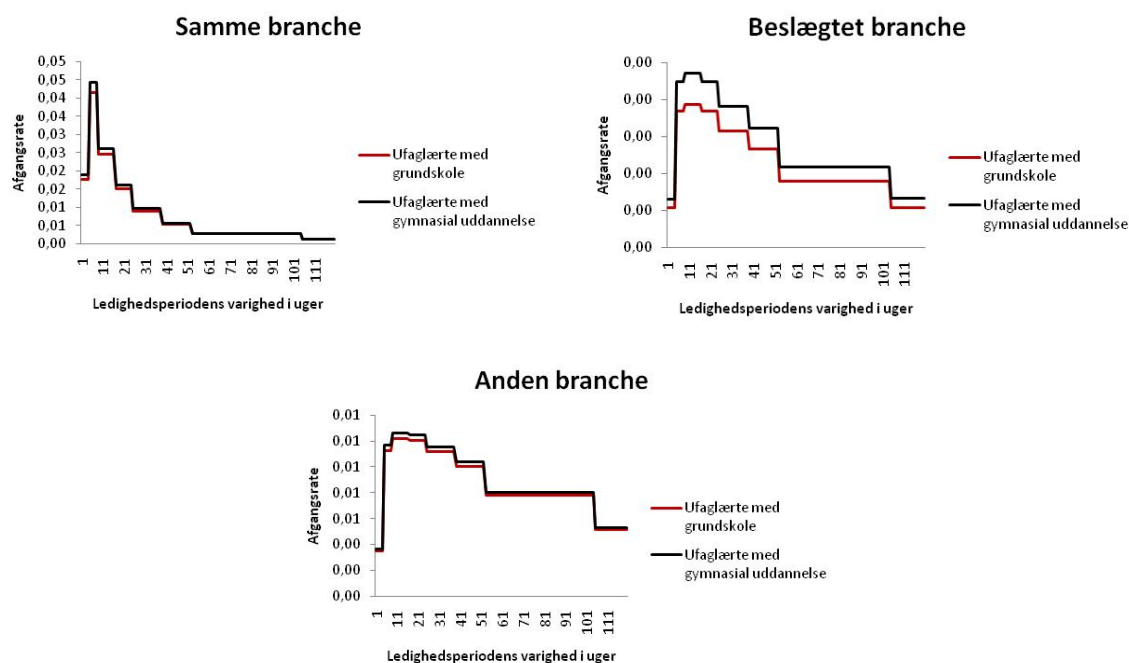 Samme branche
0,05
0,05
0,04
0,04
0,03
0,03
0,02
0,02
0,01
0,01
0,00
Afgangsrate
1
11
21
31
41
51
61
71
81
91
101
111
Ledighedsperiodens varighed i uger
Ufaglærte med
grundskole
Ufaglærte med
gymnasial uddannelse
Beslægtet branche
0,00
0,00
0,00
0,00
0,00
0,00
Afgangsrate
1
11
21
31
41
51
61
71
81
91
101
111
Ledighedsperiodens varighed i uger
Ufaglærte med
grundskole
Ufaglærte med
gymnasial uddannelse
Anden branche
0,01
0,01
0,01
0,01
0,01
0,00
0,00
0,00
Afgangsrate
1
11
21
31
41
51
61
71
81
91
101
111
Ledighedsperiodens varighed i uger
Ufaglærte med
grundskole
Ufaglærte med
gymnasial uddannelse